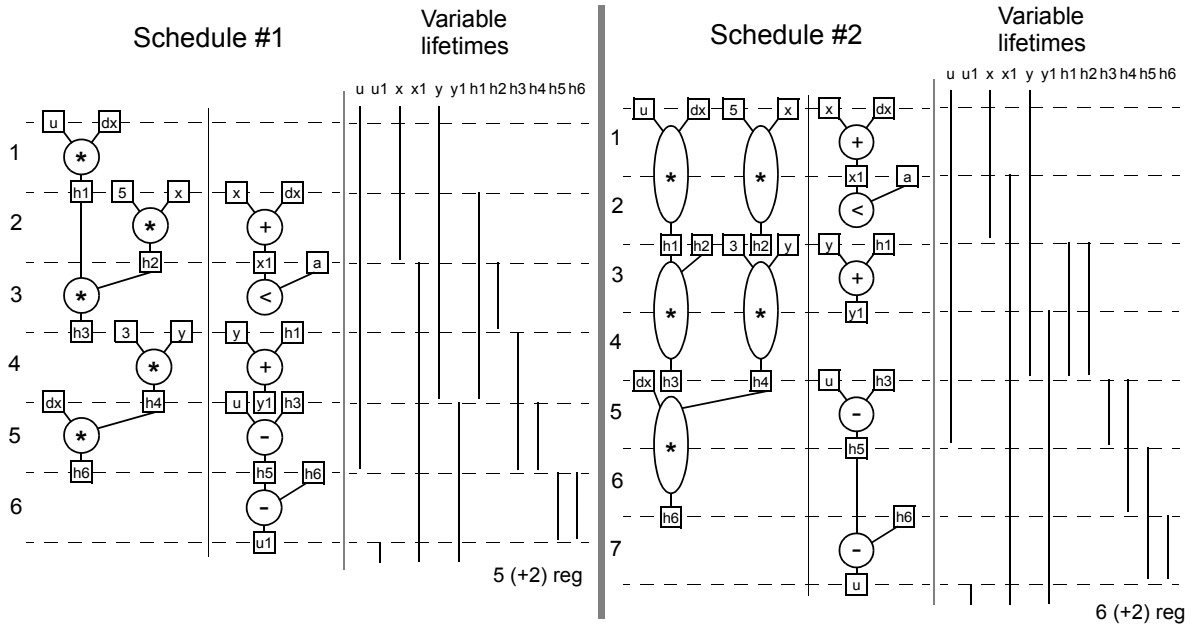 Schedule #1
Variable
lifetimes
u u1 x x1 y y1 h1 h2 h3 h4 h5 h6
u dx
1
*
h1 5 x x dx
2
* +
h2 x1 a
3
* <
h3 3 y y h1
4
* +
dx h4 u y1 h3
5
* -
h6 h5 h6
6
-
u1
5 (+2) reg
Schedule #2
Variable
lifetimes
u u1 x x1 y y1 h1 h2 h3 h4 h5 h6
u dx 5 x x dx
1
+
* * x1 a
2
<
h1 h2 3 h2 y y h1
3
+
* * y1
4
dx h3 h4 u h3
5
-
* h5
6
h6 h6
7
-
u
6 (+2) reg